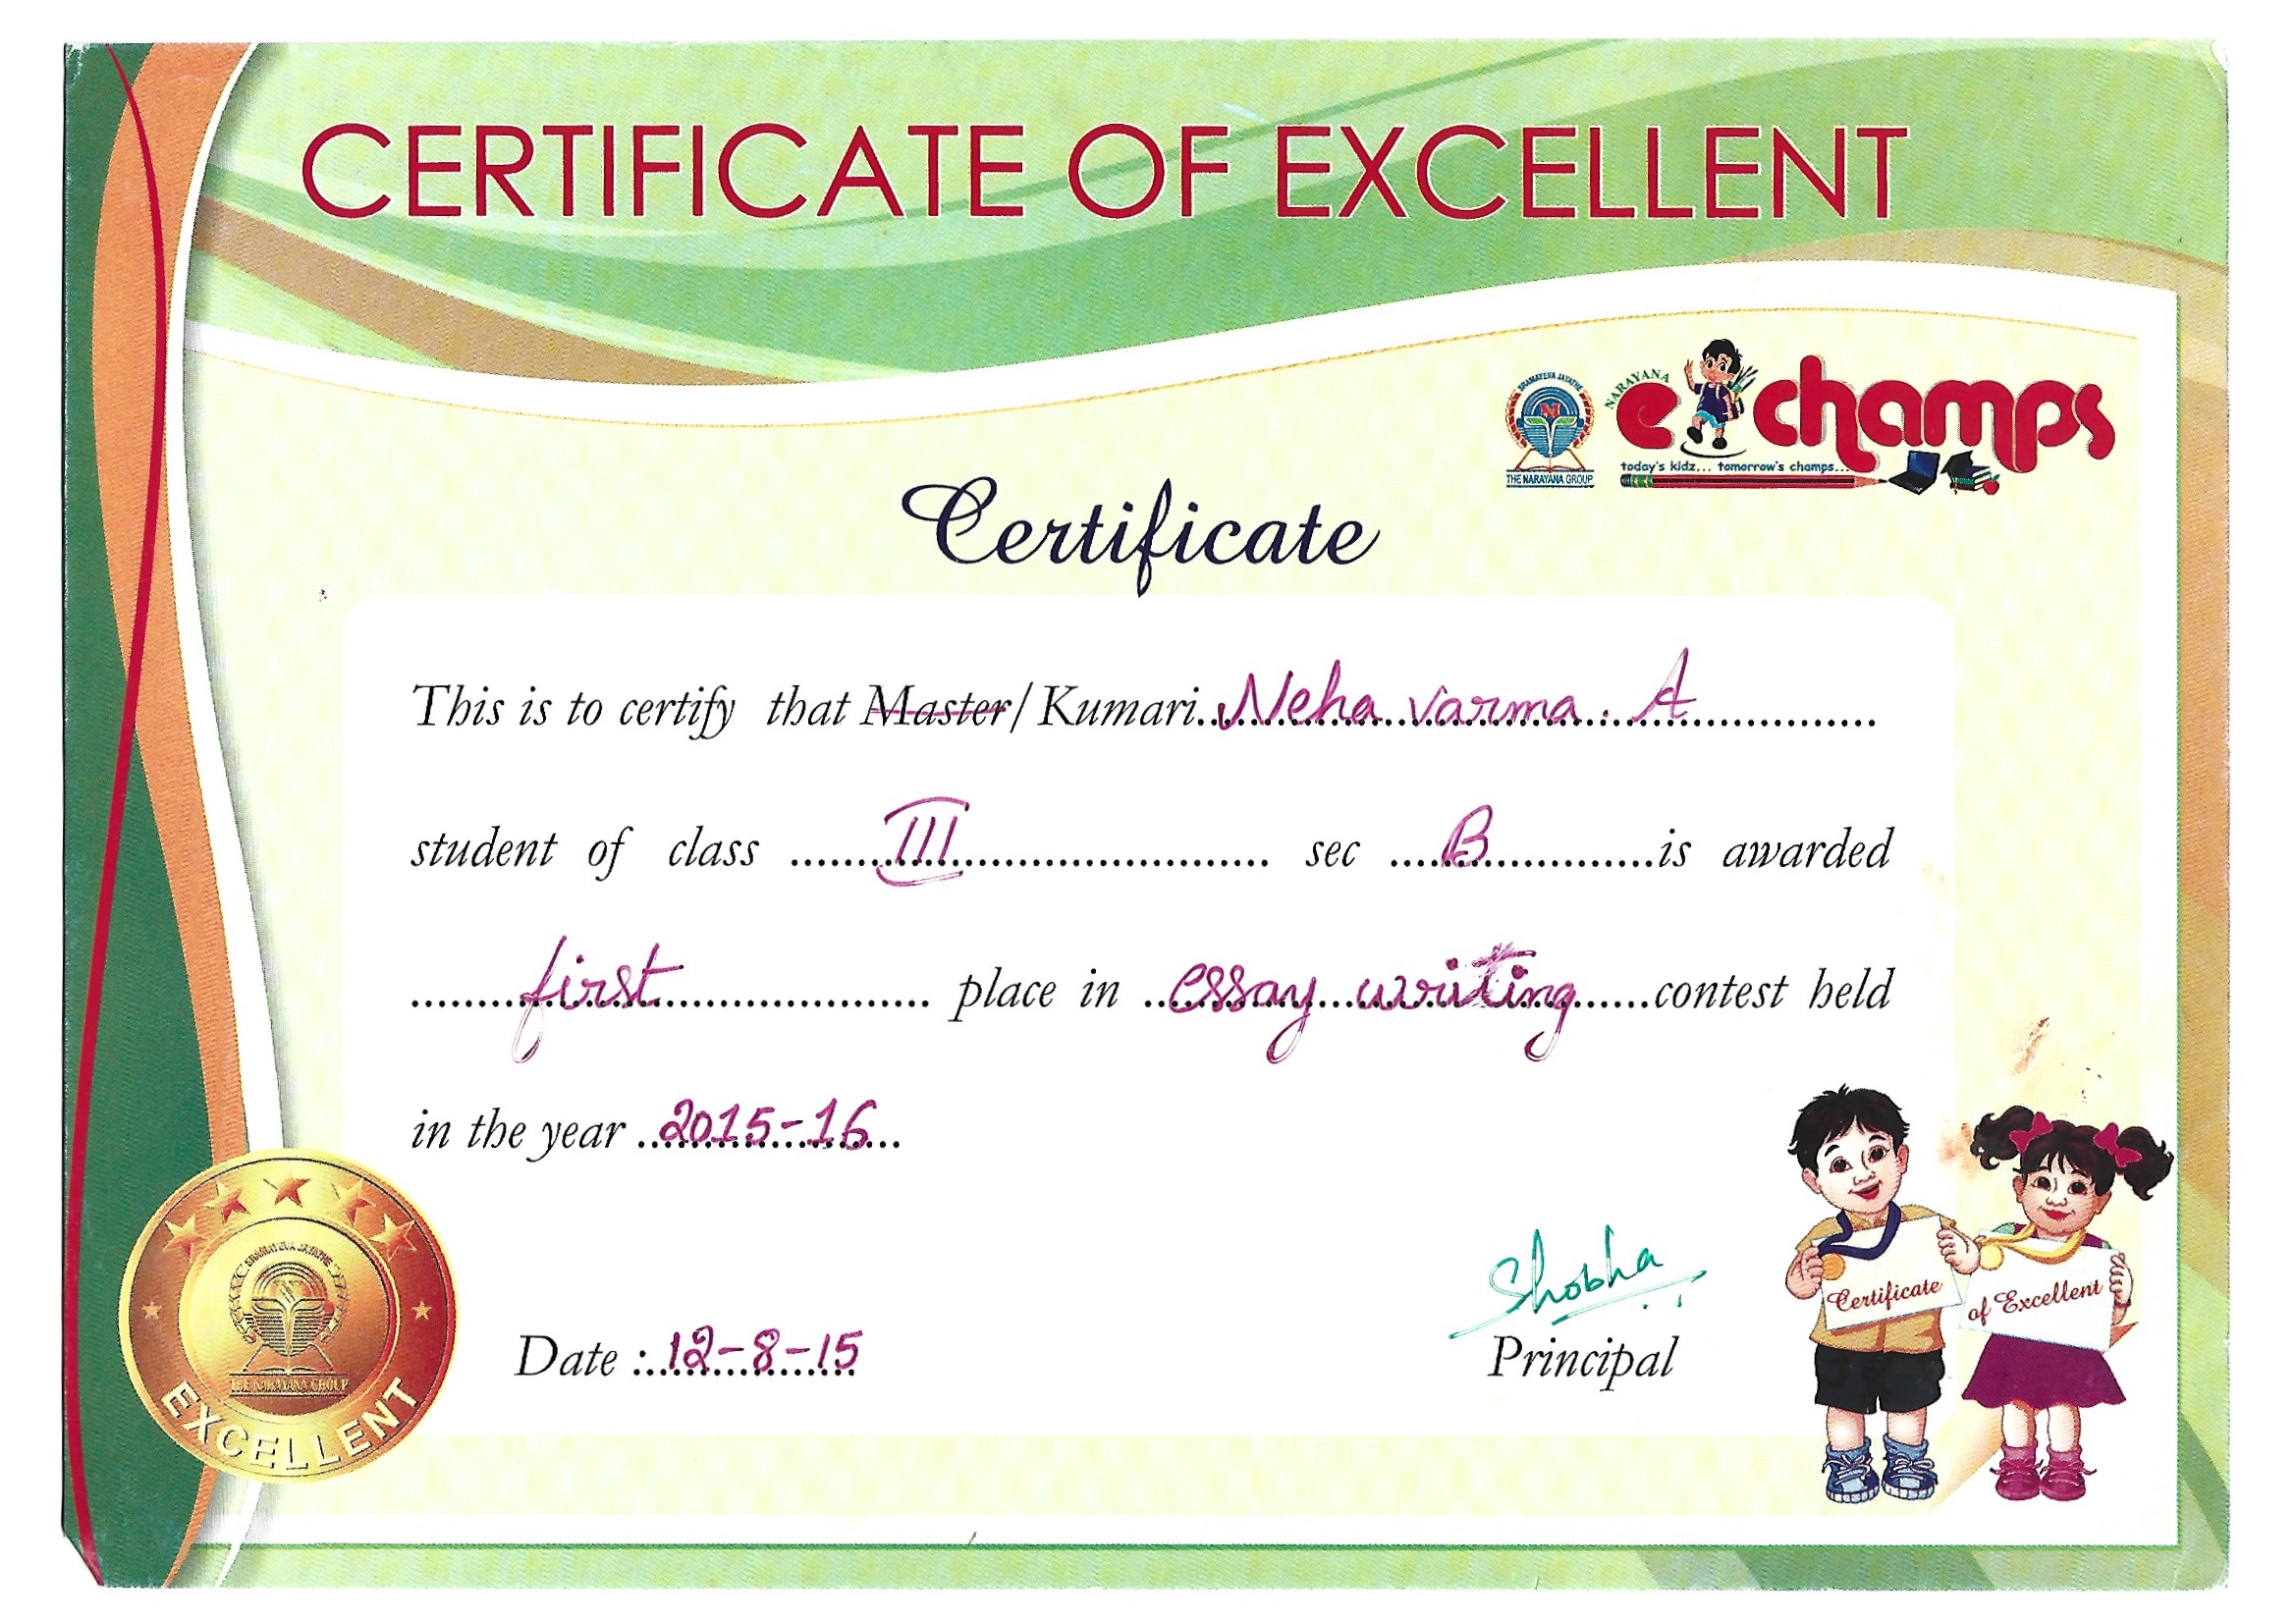 CERTIFICATE OF EXCELLENT
SRAMAYEVA JAYATHE
N
THE NARAYANA GROUP
NARAYANA
e champs
today's kidz... tomorrow's champs...
Certificate
This is to certify that Master/Kumari Neha varma. A
student of class III sec B is awarded
first place in essay writing contest held
in the year 2015-16
SRAMAYEVA JAYATHE
THE NARAYANA GROUP
EXCELLENT
Shobha
Date : 12-8-15
Principal
Certificate
of Excellent